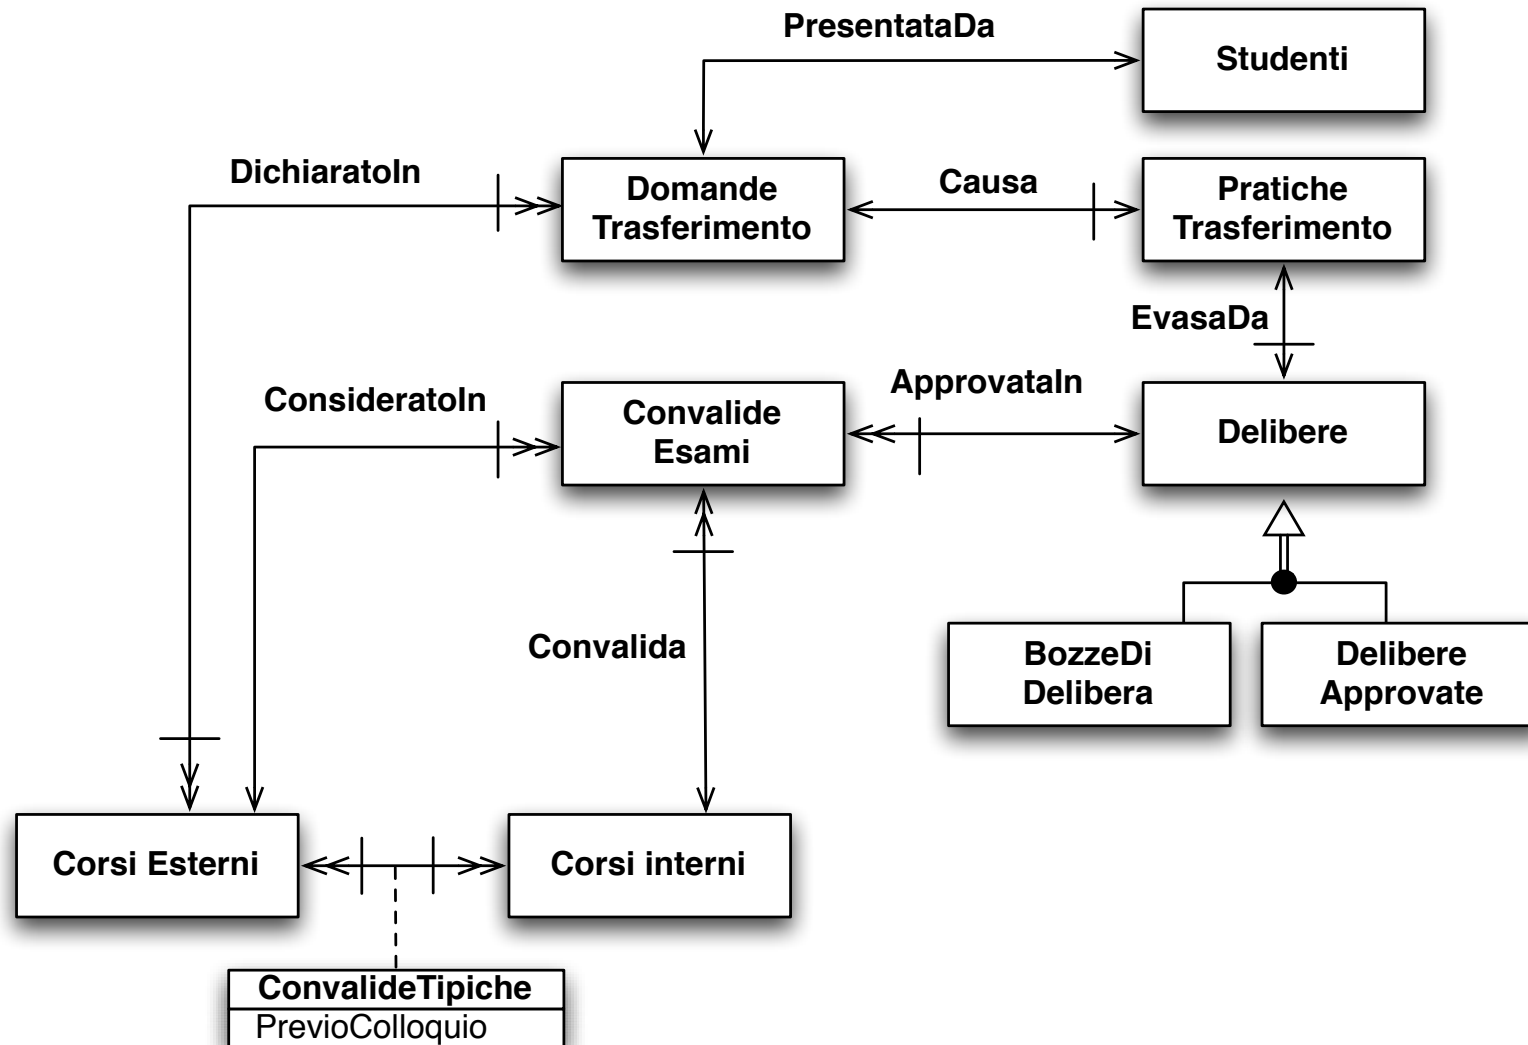 PresentataDa
Studenti
DichiaratoIn
Domande
Trasferimento
Causa
Pratiche
Trasferimento
EvasaDa
ConsideratoIn
Convalide
Esami
ApprovataIn
Delibere
Convalida
BozzeDi
Delibera
Delibere
Approvate
Corsi Esterni
Corsi interni
ConvalideTipiche
PrevioColloquio